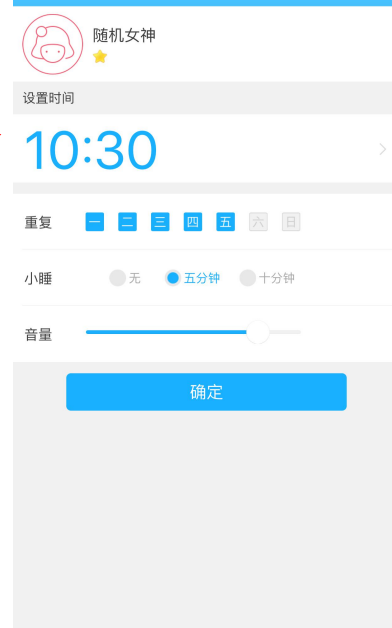 随机女神
设置时间
10:30
重复 一 二 三 四 五 六 日
小睡 无 五分钟 十分钟
音量
确定